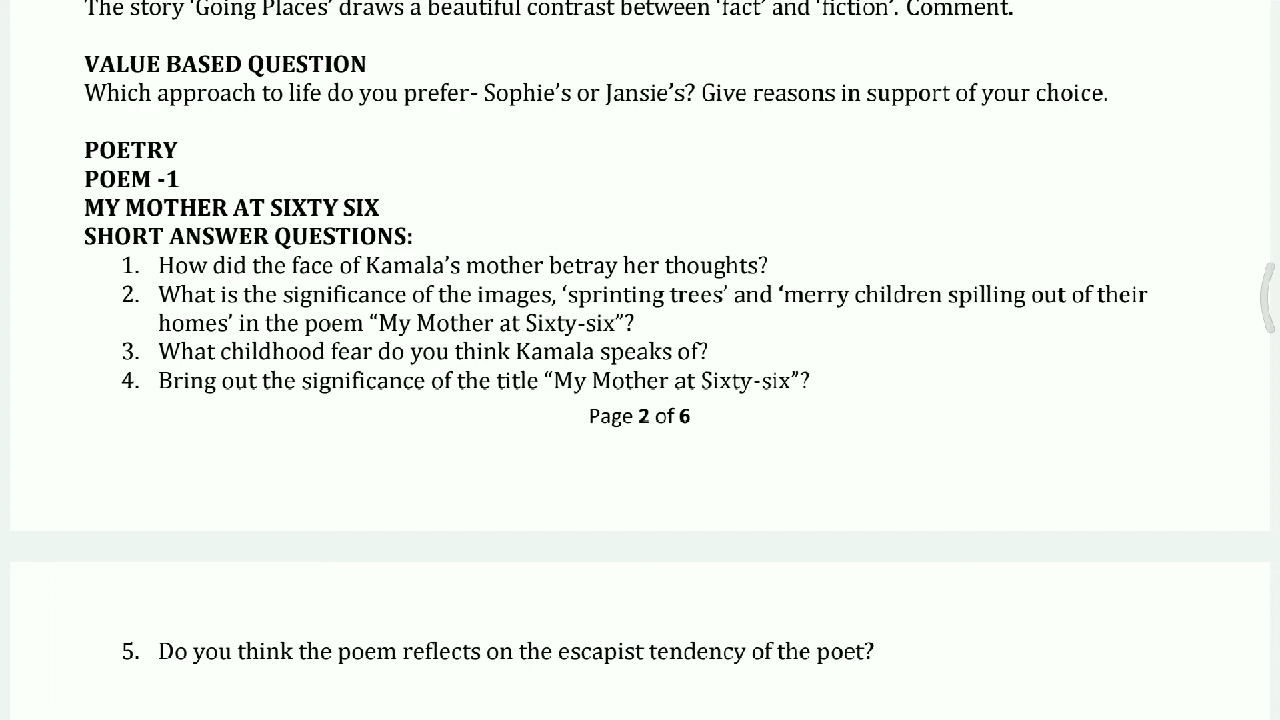 The story ‘Going Places’ draws a beautiful contrast between ‘fact’ and ‘fiction’. Comment.
VALUE BASED QUESTION
Which approach to life do you prefer- Sophie’s or Jansie’s? Give reasons in support of your choice.
POETRY
POEM -1
MY MOTHER AT SIXTY SIX
SHORT ANSWER QUESTIONS:
1. How did the face of Kamala’s mother betray her thoughts?
2. What is the significance of the images, ‘sprinting trees’ and ‘merry children spilling out of their
homes’ in the poem “My Mother at Sixty-six”?
3. What childhood fear do you think Kamala speaks of?
4. Bring out the significance of the title “My Mother at Sixty-six”?
Page 2 of 6
5. Do you think the poem reflects on the escapist tendency of the poet?